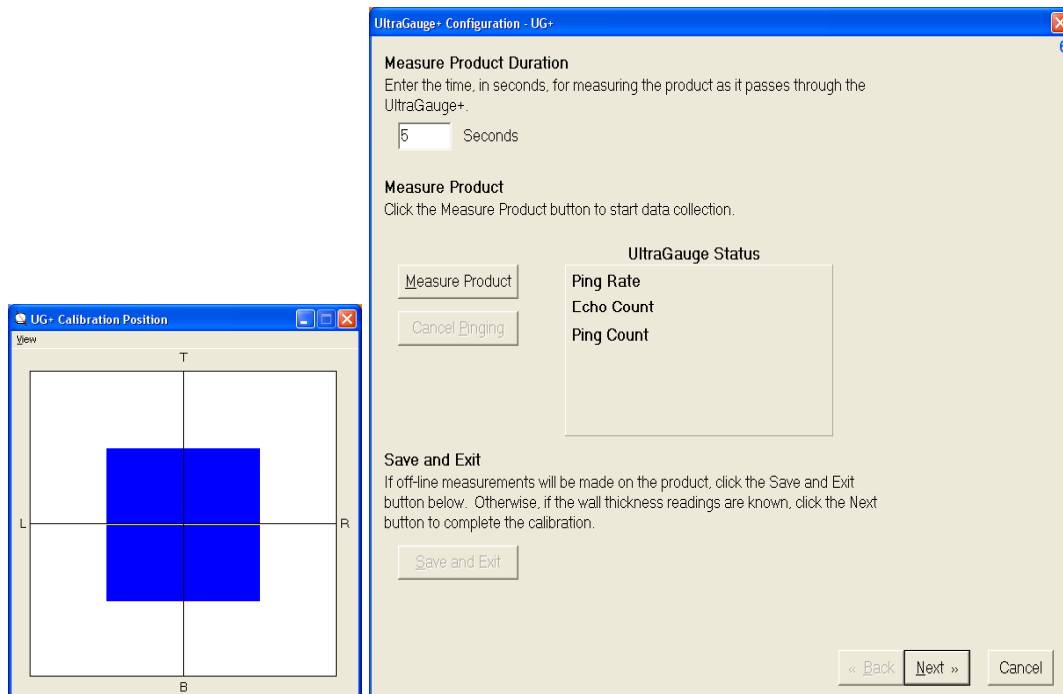 UltraGauge+ Configuration - UG+
Measure Product Duration
Enter the time, in seconds, for measuring the product as it passes through the
UltraGauge+.
5 Seconds
Measure Product
Click the Measure Product button to start data collection.
UltraGauge Status
Measure Product
Cancel Pinging
Ping Rate
Echo Count
Ping Count
Save and Exit
If off-line measurements will be made on the product, click the Save and Exit
button below. Otherwise, if the wall thickness readings are known, click the Next
button to complete the calibration.
Save and Exit
« Back Next » Cancel
UG+ Calibration Position
View
T
L R
B